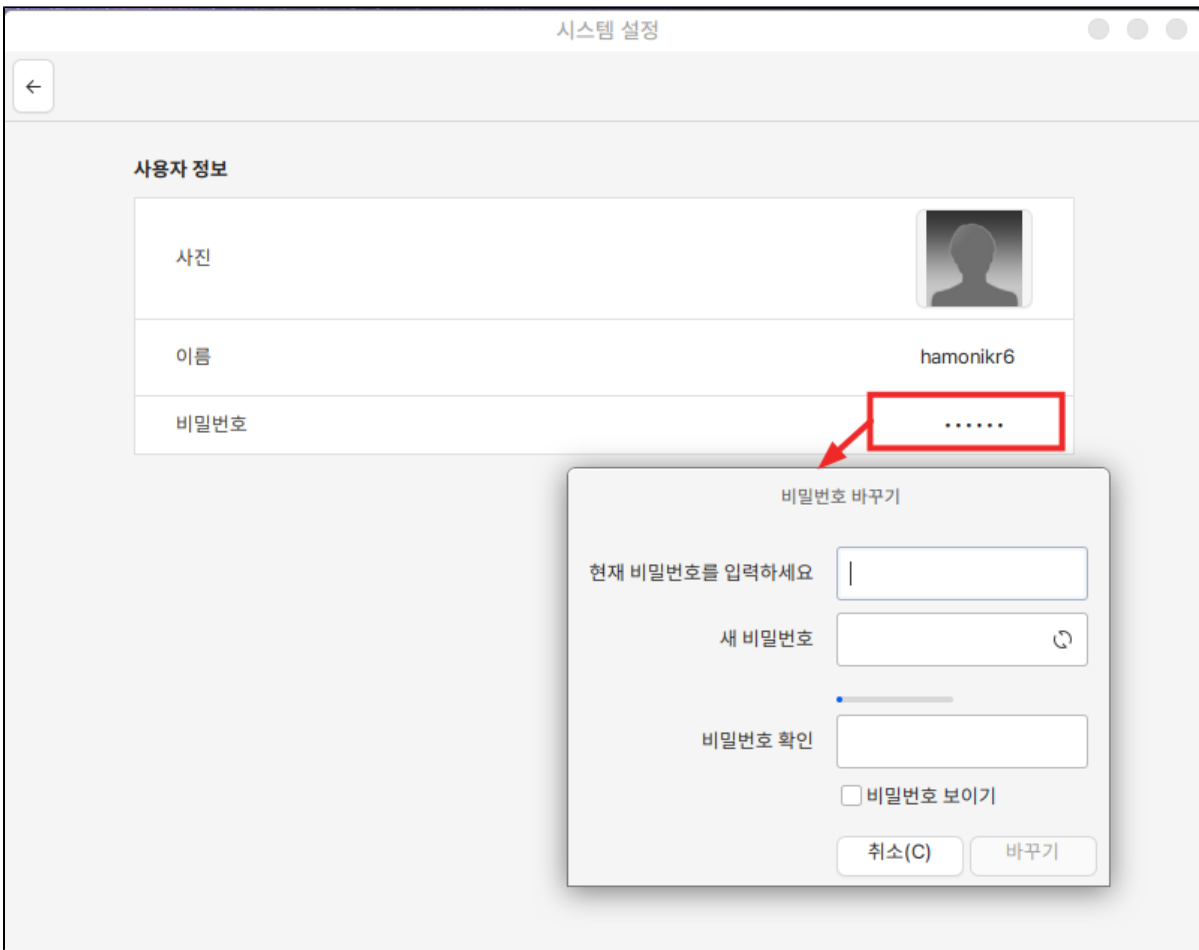 시스템 설정
사용자 정보
사진
이름 hamonikr6
비밀번호 ••••••
비밀번호 바꾸기
현재 비밀번호를 입력하세요
새 비밀번호
비밀번호 확인
비밀번호 보이기
취소(C) 바꾸기